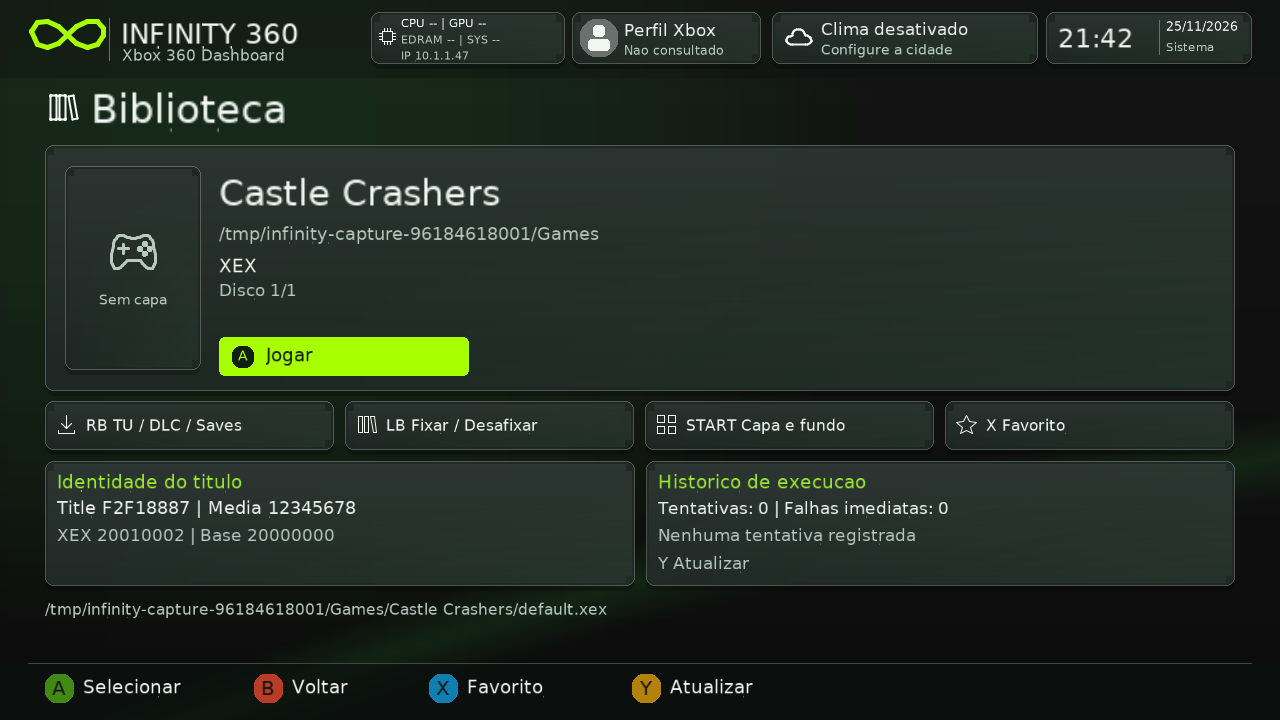 INFINITY 360
Xbox 360 Dashboard
CPU -- | GPU --
EDRAM -- | SYS --
IP 10.1.1.47
Perfil Xbox
Nao consultado
Clima desativado
Configure a cidade
21:42
25/11/2026
Sistema
Biblioteca
Sem capa
Castle Crashers
/tmp/infinity-capture-96184618001/Games
XEX
Disco 1/1
A Jogar
RB TU / DLC / Saves
LB Fixar / Desafixar
START Capa e fundo
X Favorito
Identidade do titulo
Title F2F18887 | Media 12345678
XEX 20010002 | Base 20000000
Historico de execucao
Tentativas: 0 | Falhas imediatas: 0
Nenhuma tentativa registrada
Y Atualizar
/tmp/infinity-capture-96184618001/Games/Castle Crashers/default.xex
A Selecionar
B Voltar
X Favorito
Y Atualizar